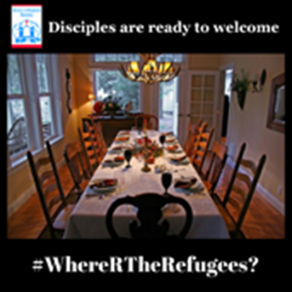 Disciples are ready to welcome
#WhereRTheRefugees?